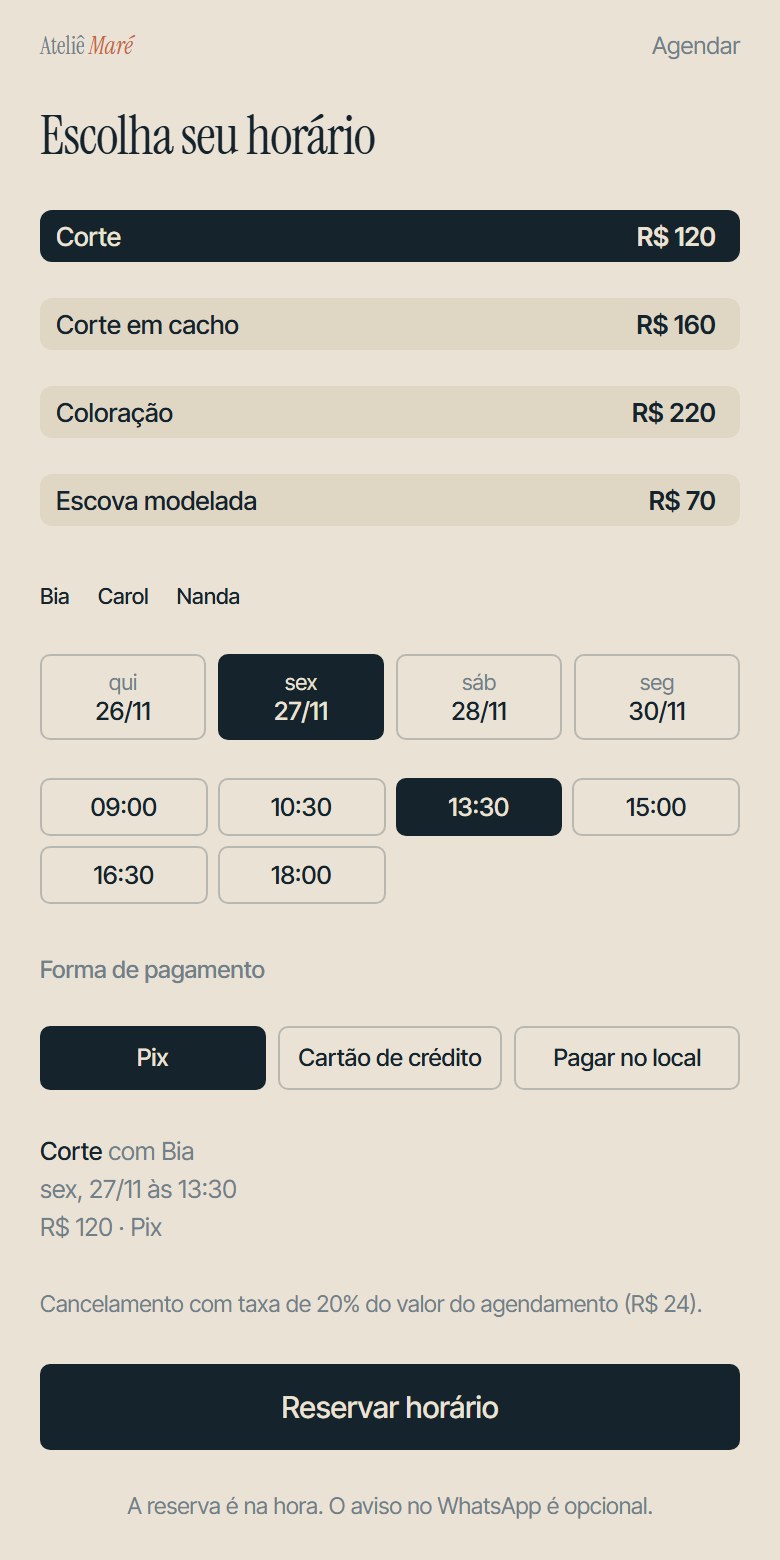 Ateliê Maré
Agendar
Escolha seu horário
Corte R$ 120
Corte em cacho R$ 160
Coloração R$ 220
Escova modelada R$ 70
Bia Carol Nanda
qui sex sáb seg
26/11 27/11 28/11 30/11
09:00 10:30 13:30 15:00
16:30 18:00
Forma de pagamento
Pix Cartão de crédito Pagar no local
Corte com Bia
sex, 27/11 às 13:30
R$ 120 · Pix
Cancelamento com taxa de 20% do valor do agendamento (R$ 24).
Reservar horário
A reserva é na hora. O aviso no WhatsApp é opcional.